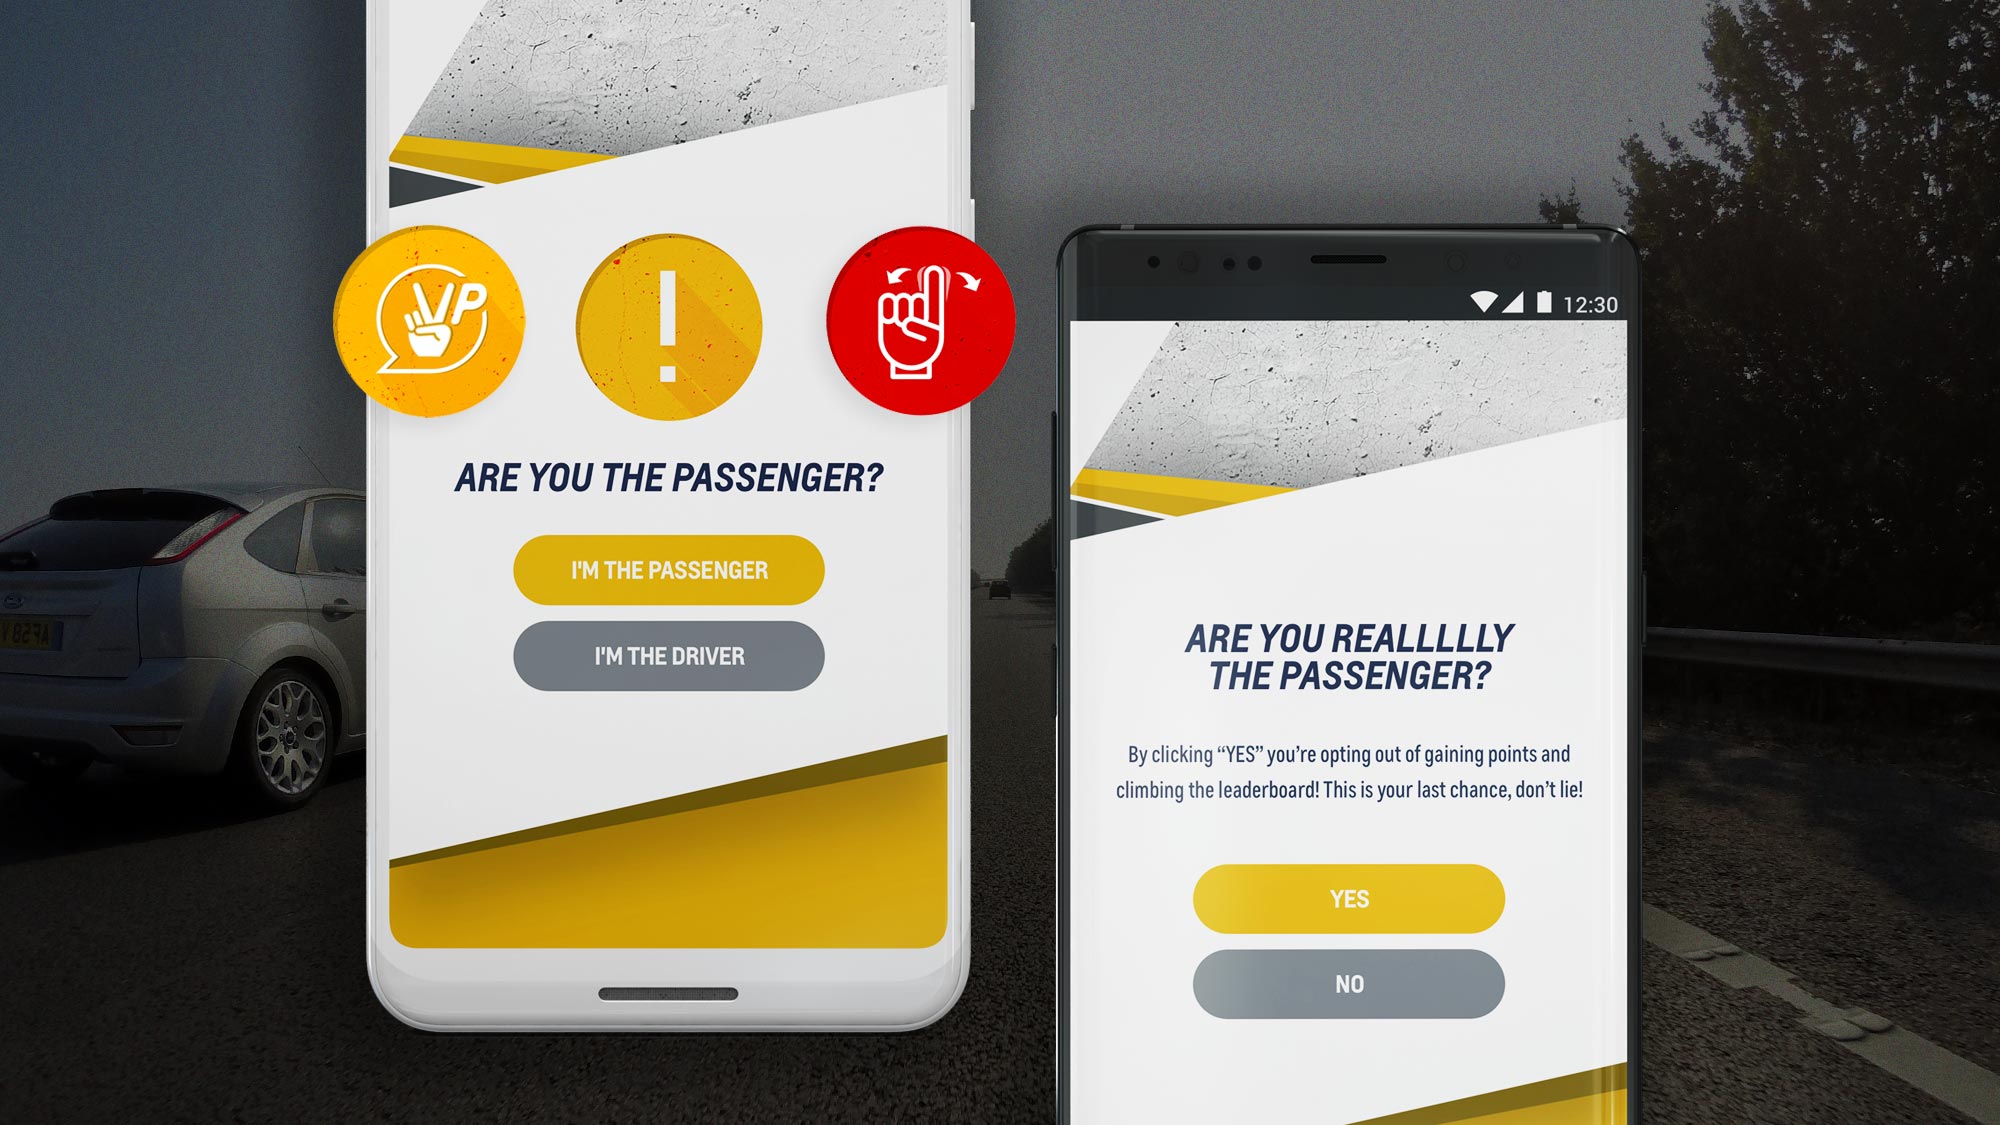 VP
!
ARE YOU THE PASSENGER?
I'M THE PASSENGER
I'M THE DRIVER
12:30
ARE YOU REALLLLLY
THE PASSENGER?
By clicking “YES” you’re opting out of gaining points and
climbing the leaderboard! This is your last chance, don’t lie!
YES
NO